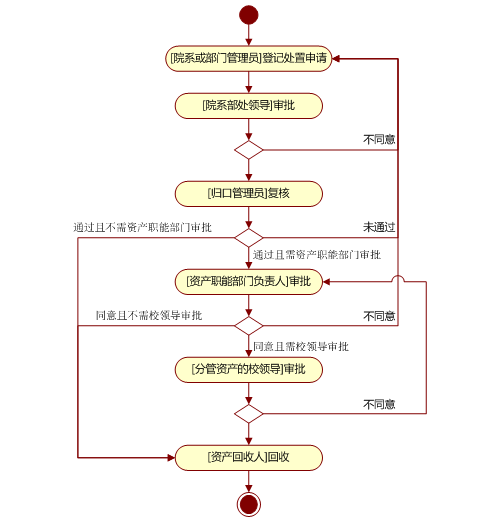 [院系或部门管理员]登记处置申请
[院系部处领导]审批
不同意
[归口管理员]复核
通过且不需资产职能部门审批
未通过
通过且需资产职能部门审批
[资产职能部门负责人]审批
同意且不需校领导审批
不同意
同意且需校领导审批
[分管资产的校领导]审批
不同意
[资产回收人]回收